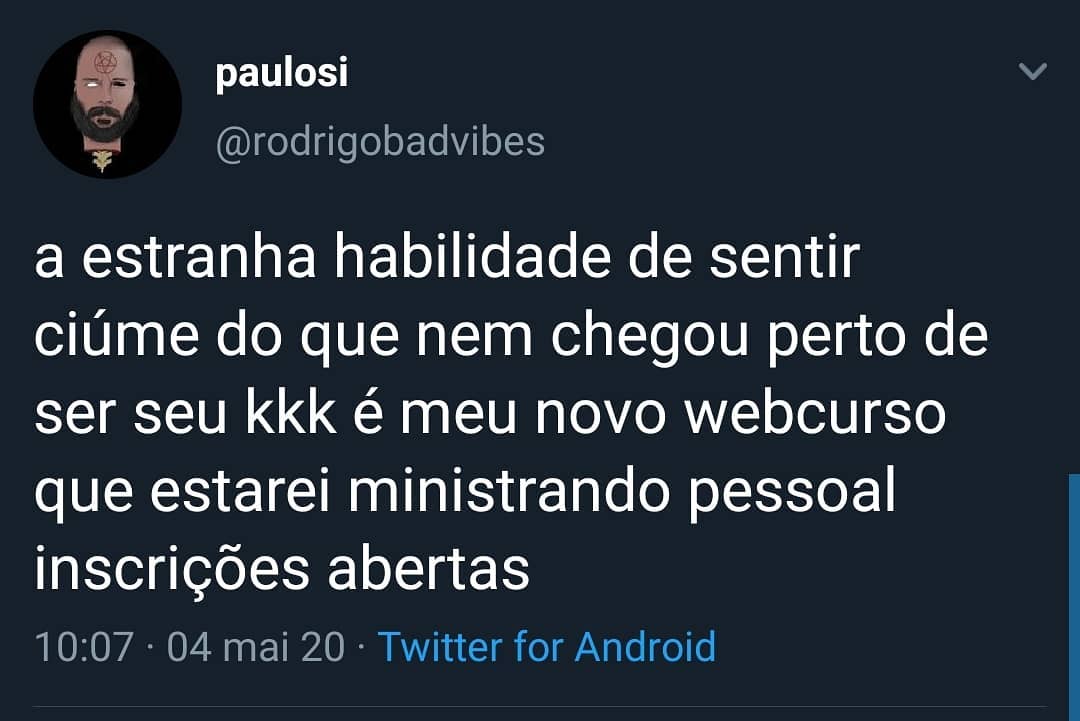 paulosi
@rodrigobadvibes
a estranha habilidade de sentir
ciúme do que nem chegou perto de
ser seu kkk é meu novo webcurso
que estarei ministrando pessoal
inscrições abertas
10:07 · 04 mai 20 · Twitter for Android